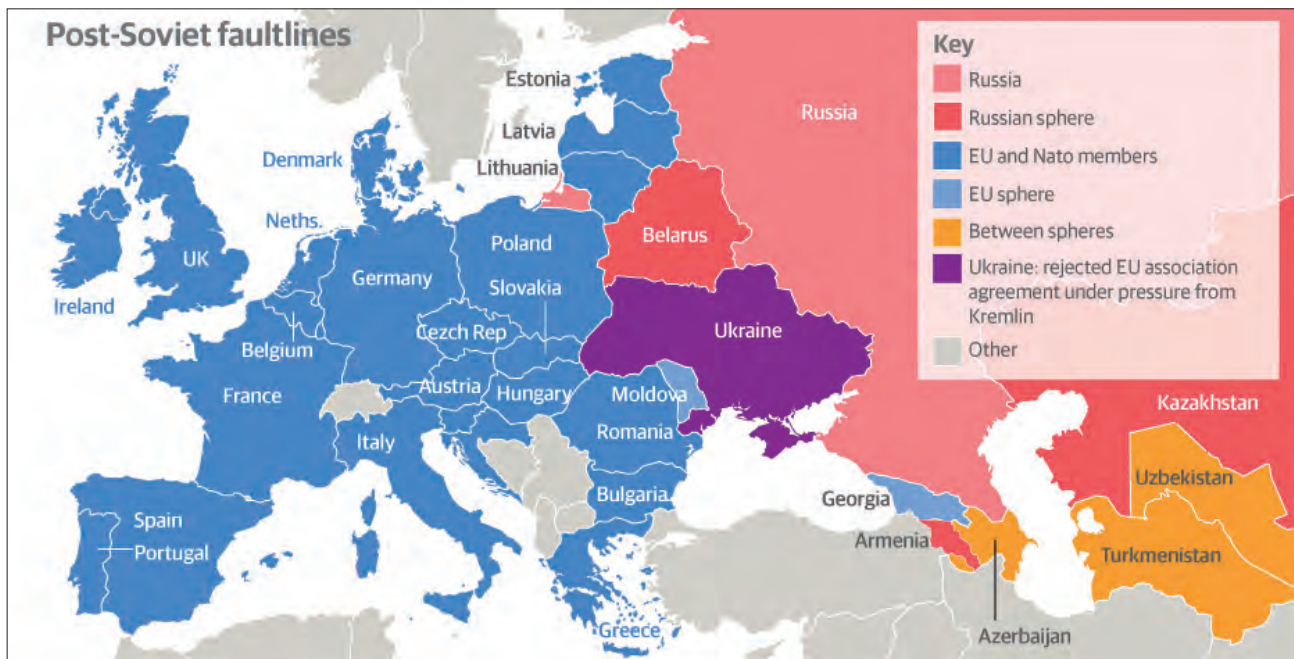 Post-Soviet faultlines
Key
Russia
Russian sphere
EU and Nato members
EU sphere
Between spheres
Ukraine: rejected EU association
agreement under pressure from
Kremlin
Other
Estonia
Russia
Latvia
Denmark
Lithuania
Neths.
Belarus
UK
Poland
Germany
Slovakia
Ireland
Ukraine
Cezch Rep
Belgium
Austria
Hungary
Moldova
France
Kazakhstan
Romania
Italy
Uzbekistan
Bulgaria
Georgia
Spain
Armenia
Portugal
Turkmenistan
Greece
Azerbaijan